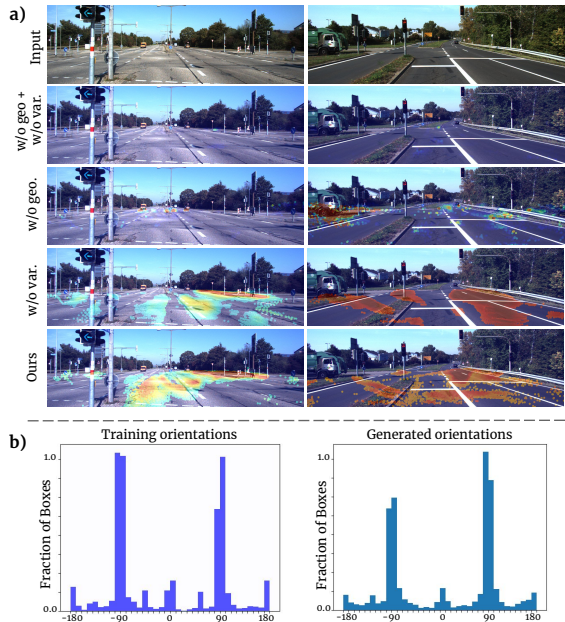 a)
Input
w/o geo +
w/o var.
w/o geo.
w/o var.
Ours
b)
Training orientations
Generated orientations
Fraction of Boxes
1.0
0.0
-180
-90
0
90
180
Fraction of Boxes
1.0
0.0
-180
-90
0
90
180